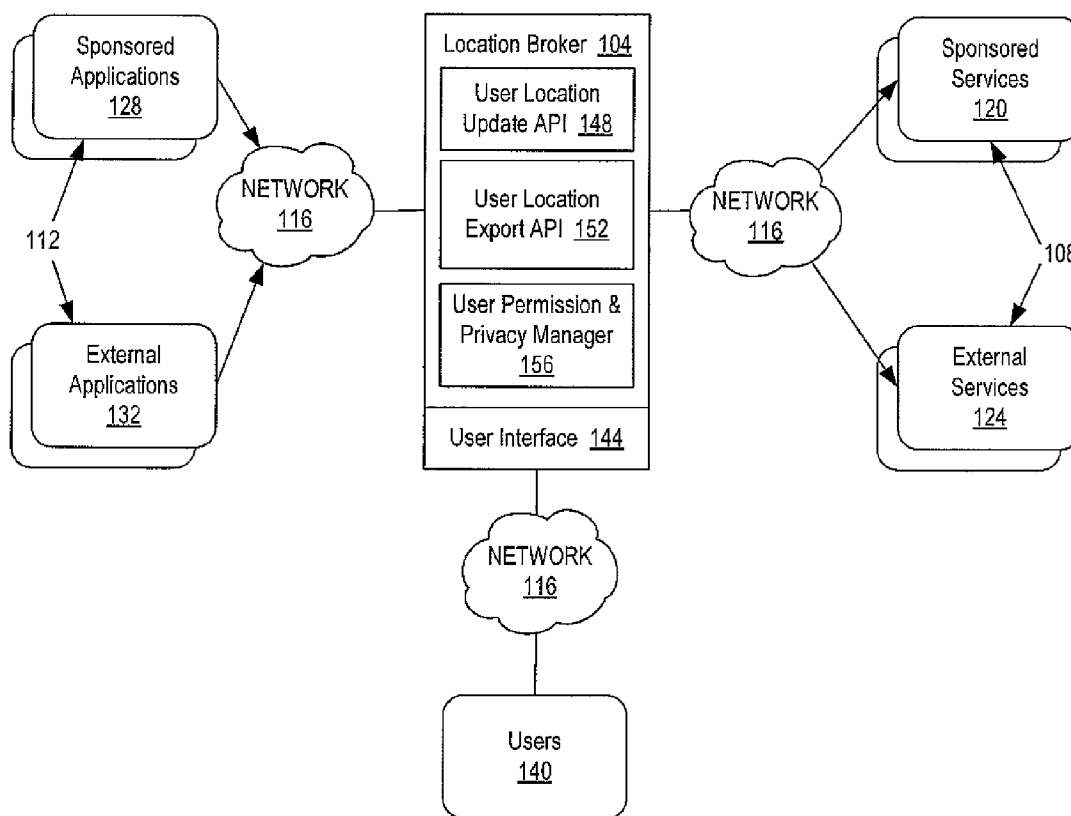 Sponsored
Applications
128
112
External
Applications
132
NETWORK
116
Location Broker 104
User Location
Update API 148
User Location
Export API 152
User Permission &
Privacy Manager
156
User Interface 144
NETWORK
116
Sponsored
Services
120
108
External
Services
124
NETWORK
116
Users
140